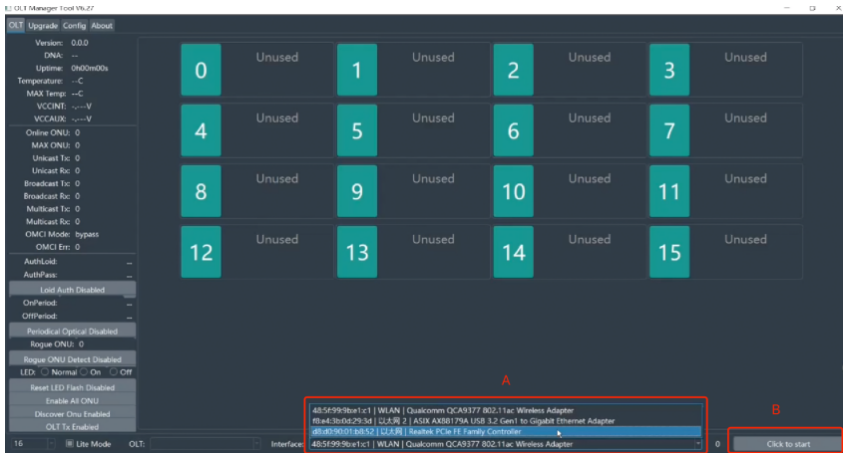 OLT Manager Tool V6.27
OLT Upgrade Config About
Version: 0.0.0
DNA: --
Uptime: 0h00m00s
Temperature: --C
MAX Temp: --C
VCCINT: -.---V
VCCAUX: -.---V
Online ONU: 0
MAX ONU: 0
Unicast Tx: 0
Unicast Rx: 0
Broadcast Tx: 0
Broadcast Rx: 0
Multicast Tx: 0
Multicast Rx: 0
OMCI Mode: bypass
OMCI Err: 0
AuthLoid: --
AuthPass: --
Loid Auth Disabled
OnPeriod: --
OffPeriod: --
Periodical Optical Disabled
Rogue ONU: 0
Rogue ONU Detect Disabled
LED: Normal On Off
Reset LED Flash Disabled
Enable All ONU
Discover Onu Enabled
OLT Tx Enabled
0 Unused 1 Unused 2 Unused 3 Unused
4 Unused 5 Unused 6 Unused 7 Unused
8 Unused 9 Unused 10 Unused 11 Unused
12 Unused 13 Unused 14 Unused 15 Unused
A
48:5f:99:9b:e1:c1 | WLAN | Qualcomm QCA9377 802.11ac Wireless Adapter
f8:e4:3b:0d:29:3d | 以太网 2 | ASIX AX88179A USB 3.2 Gen1 to Gigabit Ethernet Adapter
d8:d0:90:01:b8:52 | 以太网 | Realtek PCIe FE Family Controller
B
16 Lite Mode OLT: Interface: 48:5f:99:9b:e1:c1 | WLAN | Qualcomm QCA9377 802.11ac Wireless Adapter 0 Click to start